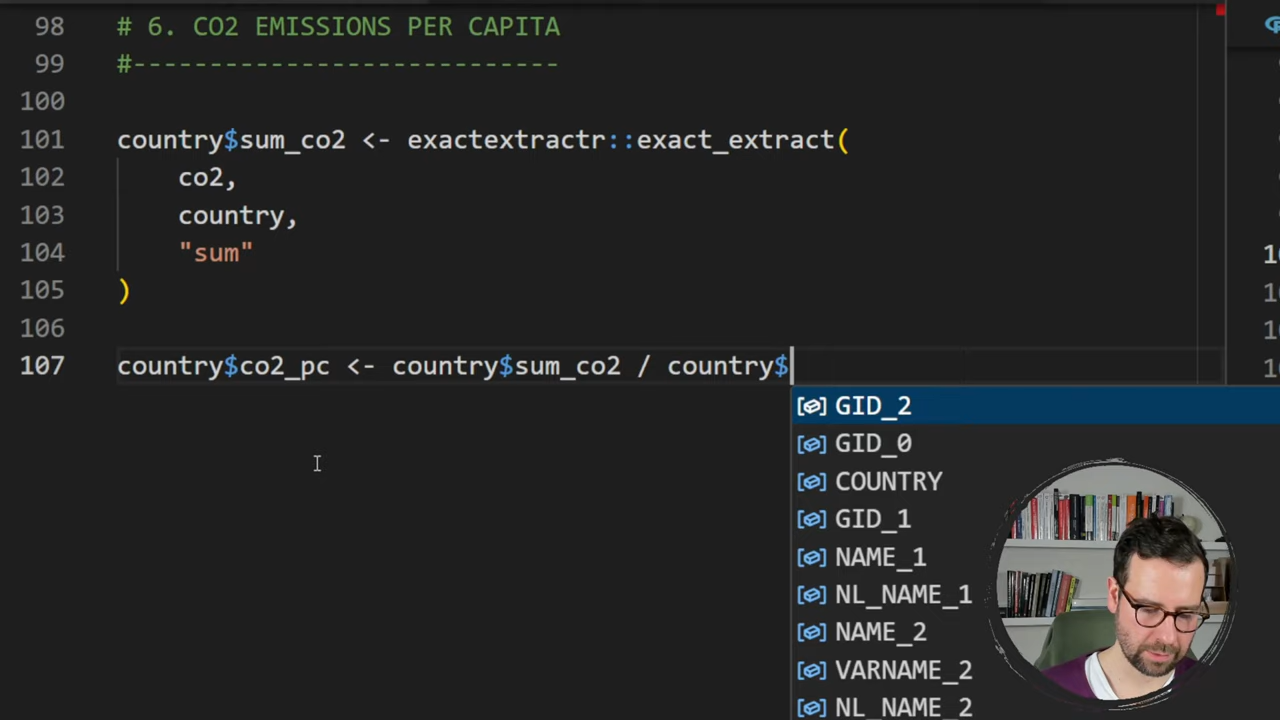 98 # 6. CO2 EMISSIONS PER CAPITA
99 #----------------------------
100
101 country$sum_co2 <- exactextractr::exact_extract(
102 co2,
103 country,
104 "sum"
105 )
106
107 country$co2_pc <- country$sum_co2 / country$
GID_2
GID_0
COUNTRY
GID_1
NAME_1
NL_NAME_1
NAME_2
VARNAME_2
NL_NAME_2